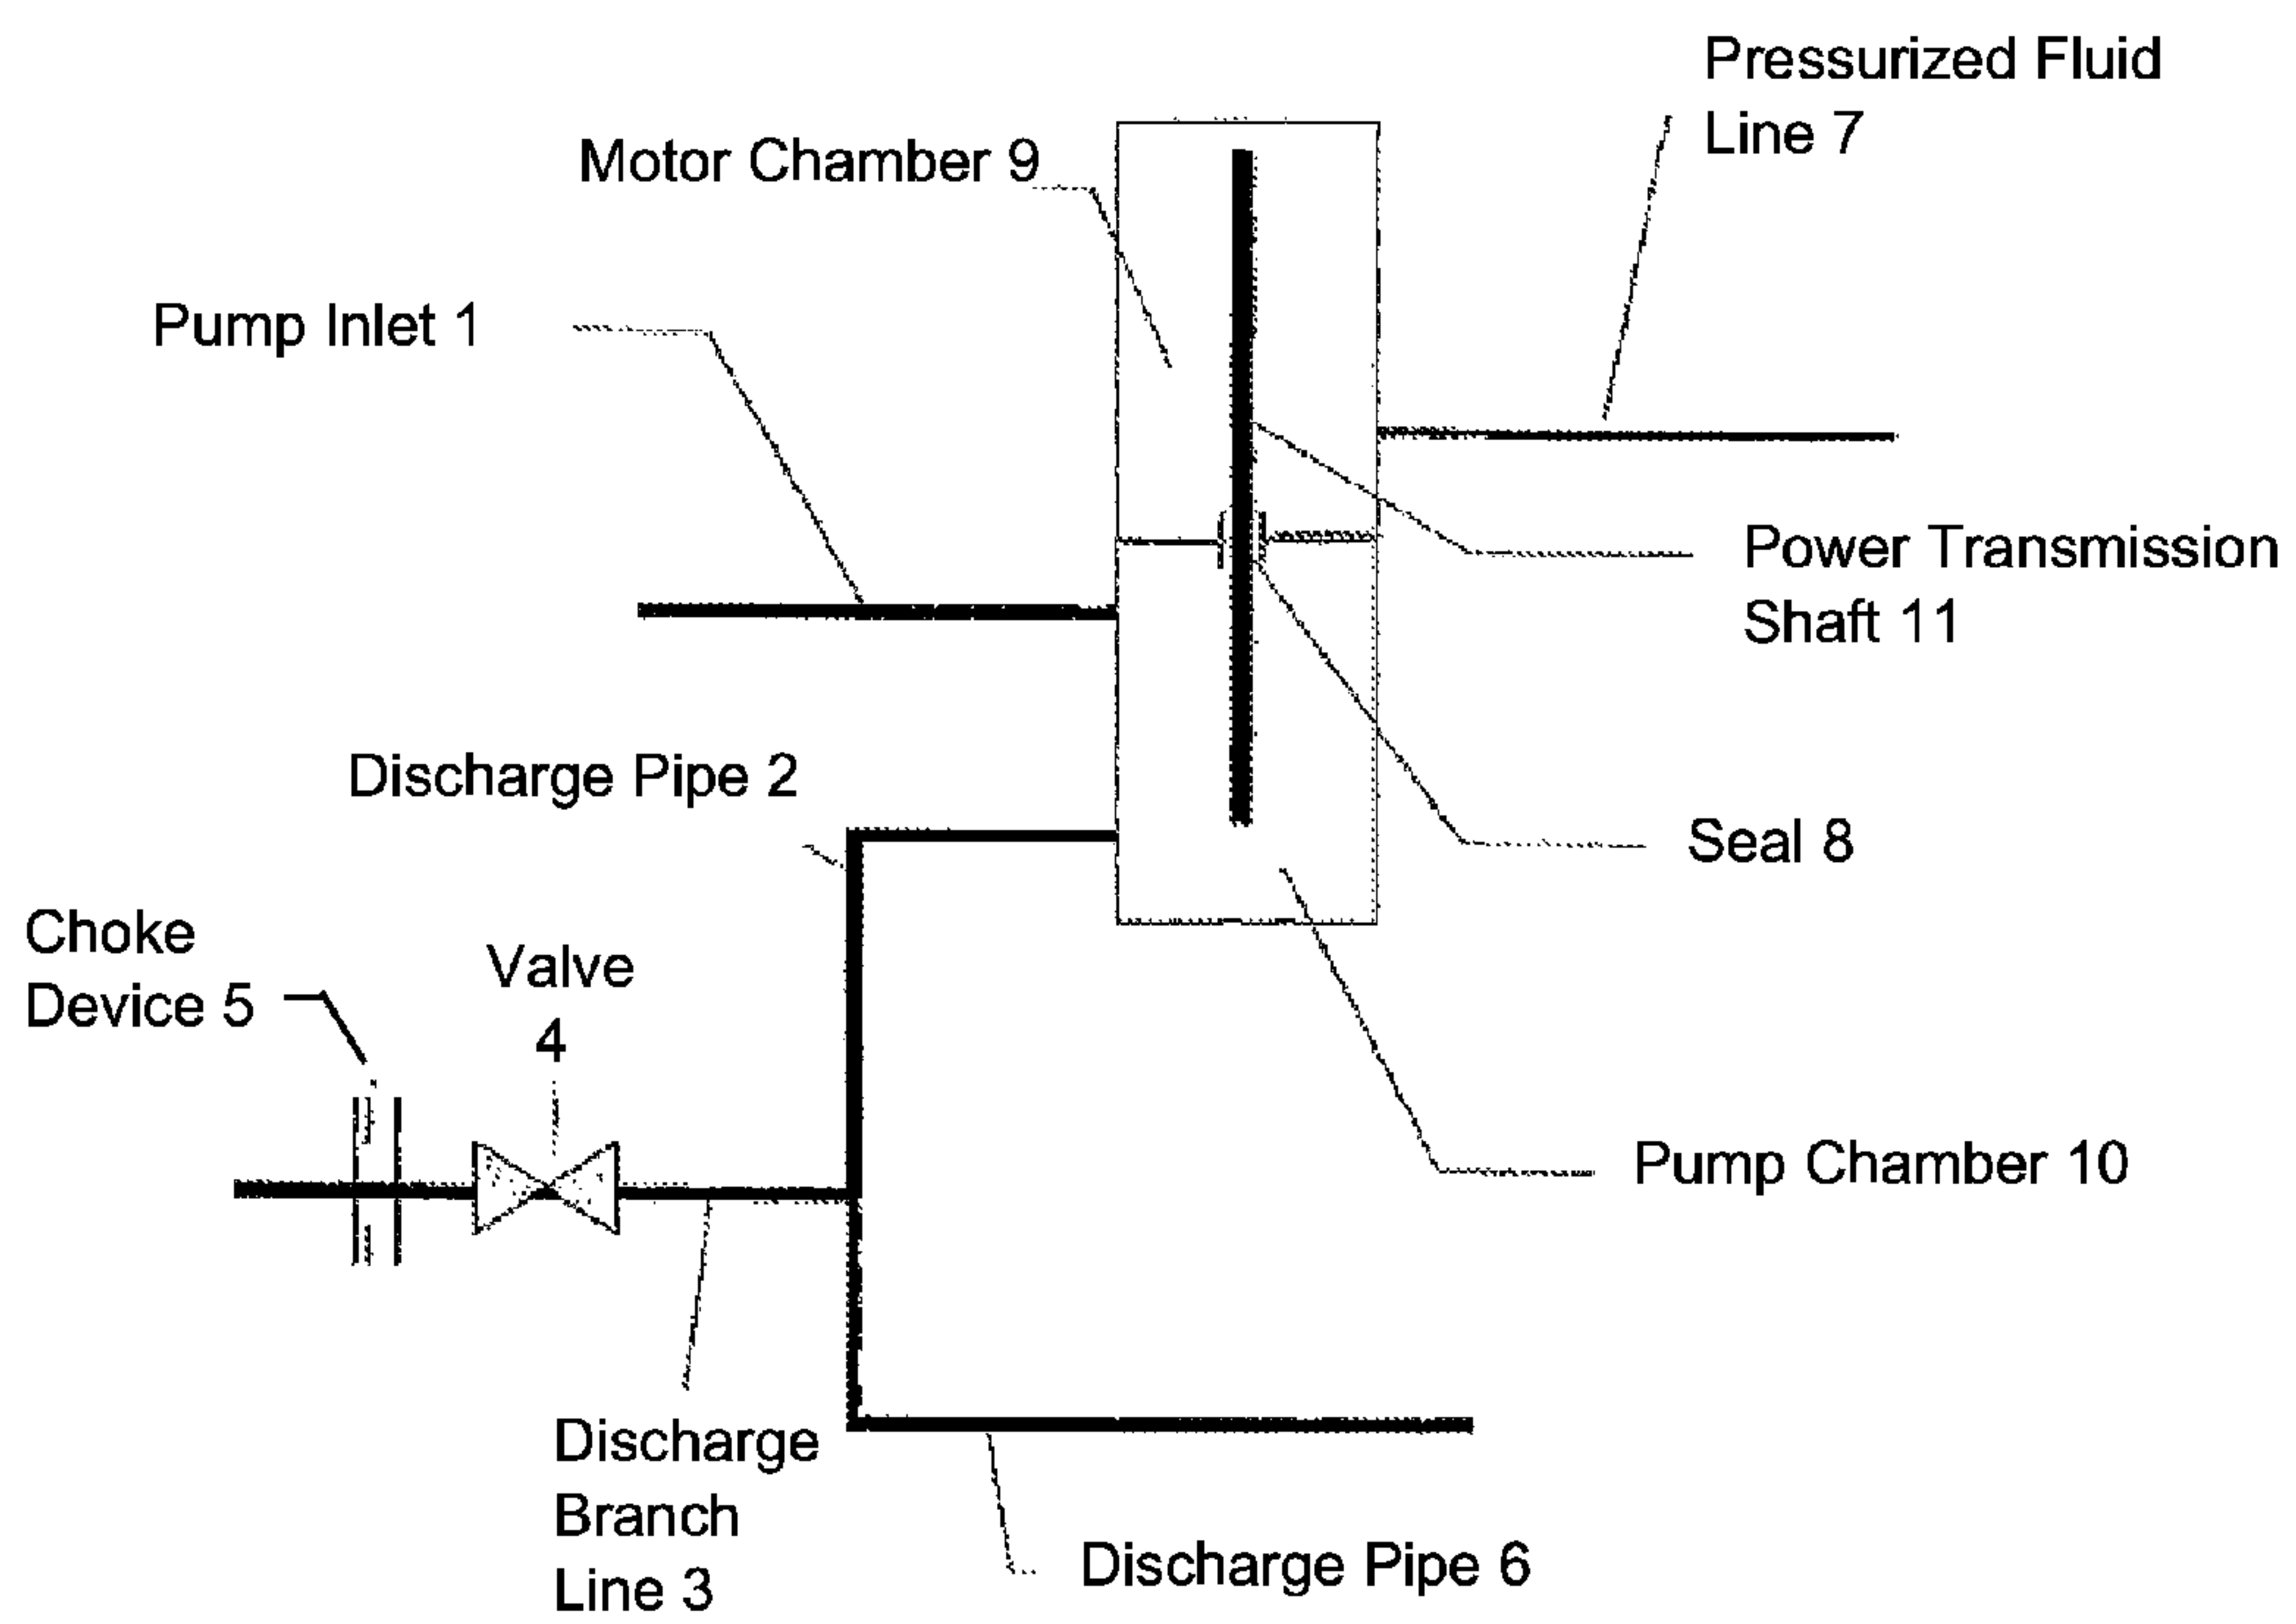 Pressurized Fluid
Line 7
Motor Chamber 9
Pump Inlet 1
Power Transmission
Shaft 11
Discharge Pipe 2
Seal 8
Choke
Device 5
Valve
4
Pump Chamber 10
Discharge
Branch
Line 3
Discharge Pipe 6